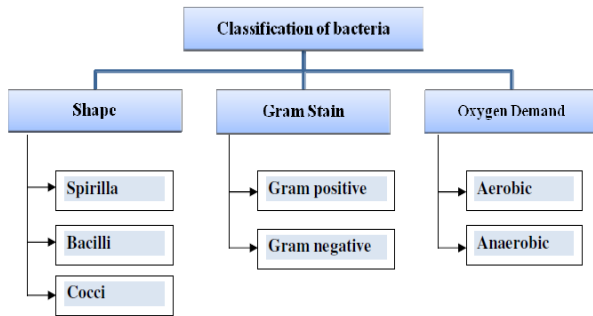 Classification of bacteria
Shape
Gram Stain
Oxygen Demand
Spirilla
Bacilli
Cocci
Gram positive
Gram negative
Aerobic
Anaerobic